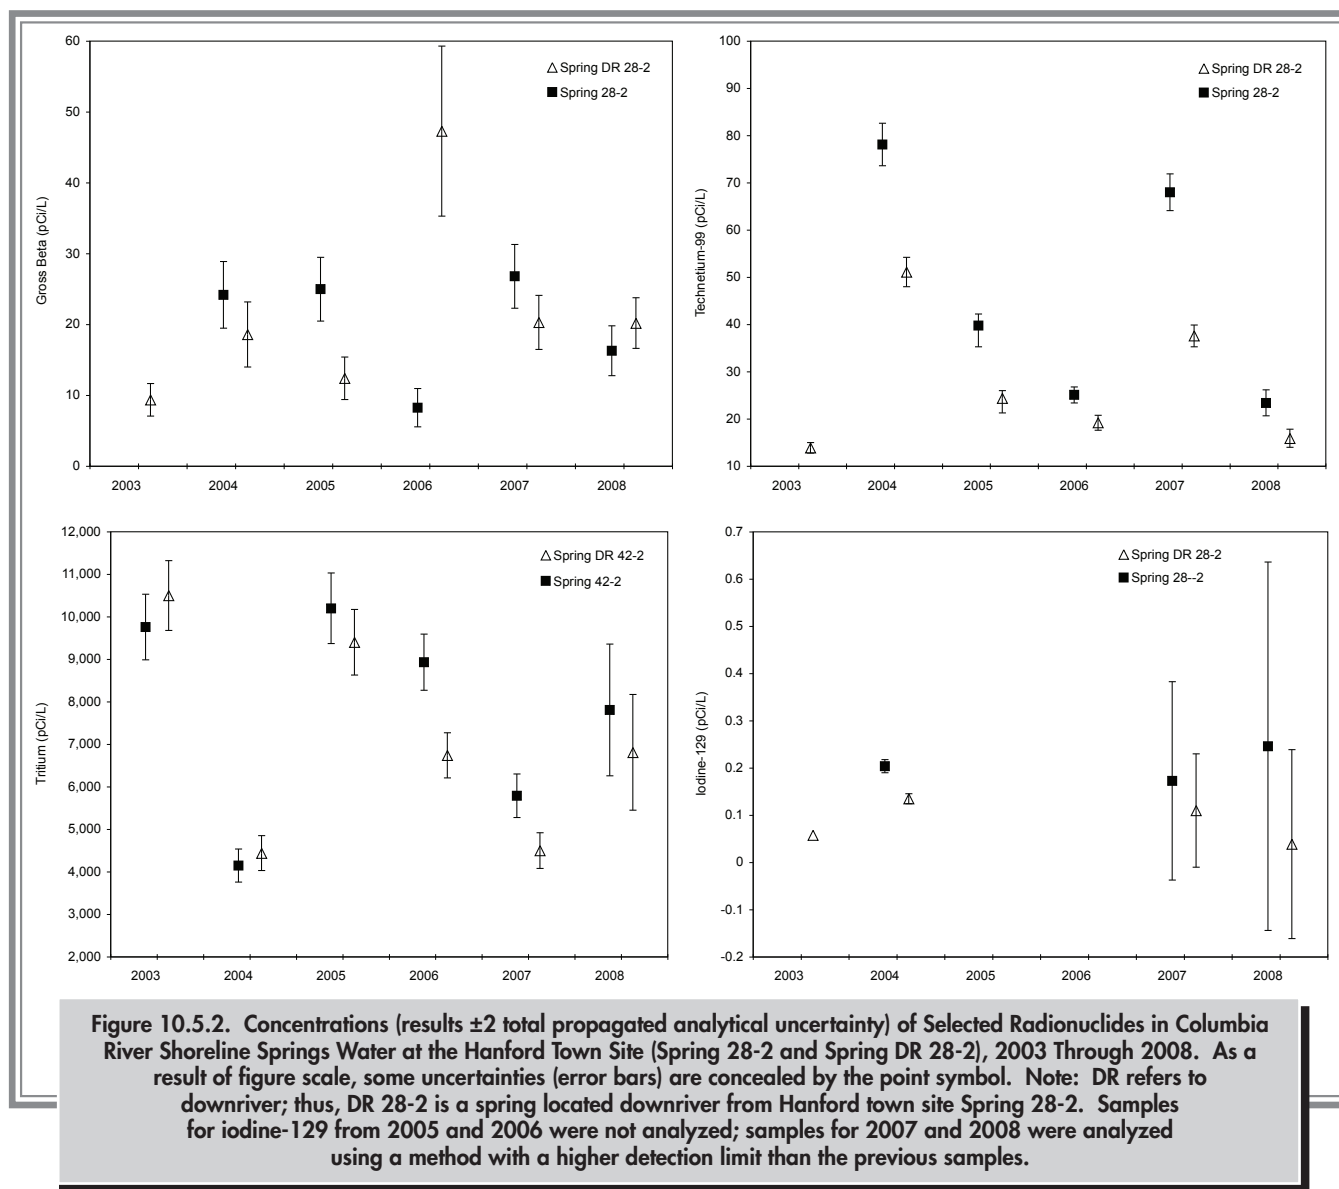 60
50
40
30
20
10
0
Gross Beta (pCi/L)
Spring DR 28-2
Spring 28-2
2003 2004 2005 2006 2007 2008
100
90
80
70
60
50
40
30
20
10
Technetium-99 (pCi/L)
Spring DR 28-2
Spring 28-2
2003 2004 2005 2006 2007 2008
12,000
11,000
10,000
9,000
8,000
7,000
6,000
5,000
4,000
3,000
2,000
Tritium (pCi/L)
Spring DR 42-2
Spring 42-2
2003 2004 2005 2006 2007 2008
0.7
0.6
0.5
0.4
0.3
0.2
0.1
0
-0.1
-0.2
Iodine-129 (pCi/L)
Spring DR 28-2
Spring 28--2
2003 2004 2005 2006 2007 2008
Figure 10.5.2. Concentrations (results ±2 total propagated analytical uncertainty) of Selected Radionuclides in Columbia
River Shoreline Springs Water at the Hanford Town Site (Spring 28-2 and Spring DR 28-2), 2003 Through 2008. As a
result of figure scale, some uncertainties (error bars) are concealed by the point symbol. Note: DR refers to
downriver; thus, DR 28-2 is a spring located downriver from Hanford town site Spring 28-2. Samples
for iodine-129 from 2005 and 2006 were not analyzed; samples for 2007 and 2008 were analyzed
using a method with a higher detection limit than the previous samples.